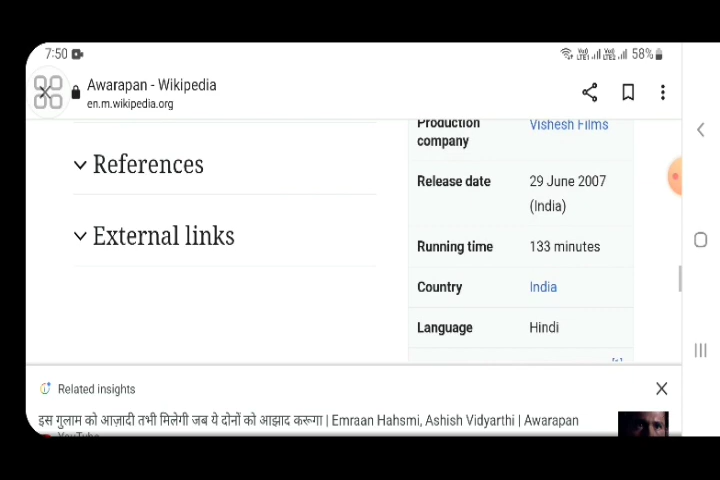 7:50
58%
Awarapan - Wikipedia
en.m.wikipedia.org
Production company
Vishesh Films
References
Release date
29 June 2007 (India)
External links
Running time
133 minutes
Country
India
Language
Hindi
Related insights
इस गुलाम को आज़ादी तभी मिलेगी जब ये दोनों को आझाद करूगा | Emraan Hahsmi, Ashish Vidyarthi | Awarapan
YouTube